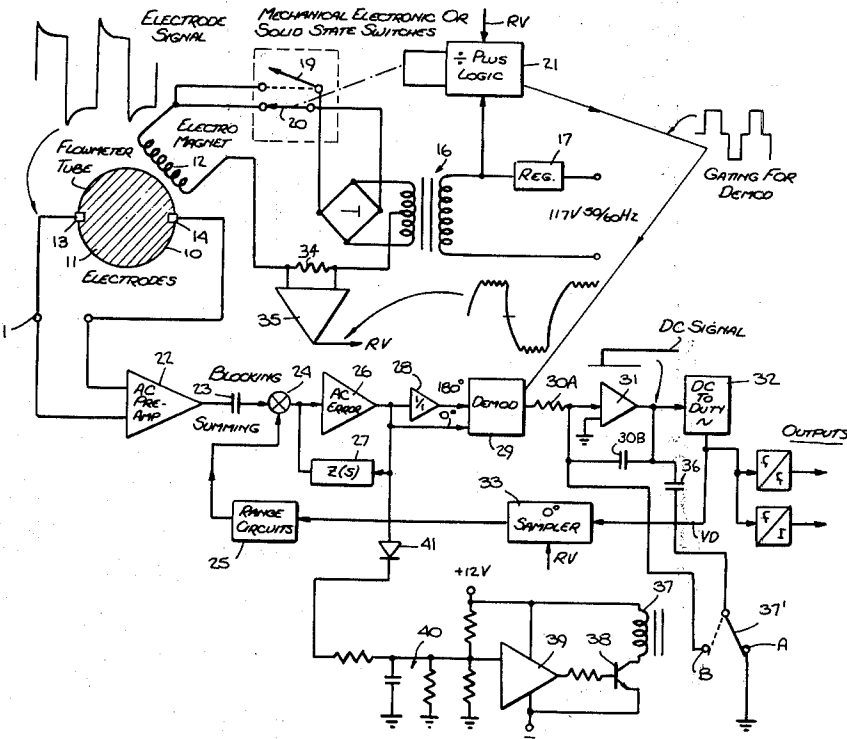 ELECTRODE
SIGNAL
MECHANICAL ELECTRONIC OR
SOLID STATE SWITCHES
RV
÷ PLUS
LOGIC
21
19
20
ELECTRO
MAGNET
12
FLOWMETER
TUBE
13
14
11
10
ELECTRODES
16
17
REG.
117V 50/60HZ
GATING FOR
DEMOD
34
35
RV
1
22
AC
PRE-
AMP
23
BLOCKING
24
SUMMING
26
AC
ERROR
27
Z(S)
28
1/1
180°
0°
DEMOD
29
30A
DC SIGNAL
31
30B
36
DC
TO
DUTY
N
32
OUTPUTS
f
f
f
I
RANGE
CIRCUITS
25
33
0°
SAMPLER
RV
VD
41
+12V
40
39
38
37
37'
A
B